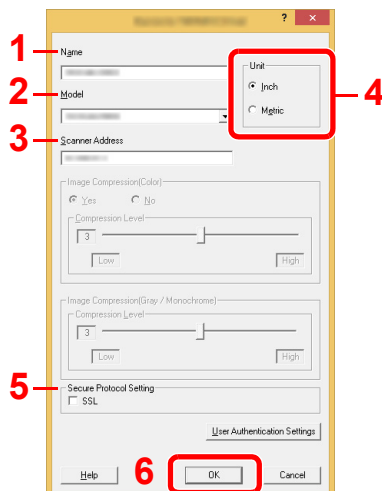 ? ×
1 Name
Unit
Inch
2 Model
4
Metric
3 Scanner Address
Image Compression(Color)
Yes No
Compression Level
3
Low High
Image Compression(Gray / Monochrome)
Compression Level
3
Low High
5 Secure Protocol Setting
SSL
User Authentication Settings
Help 6 OK Cancel